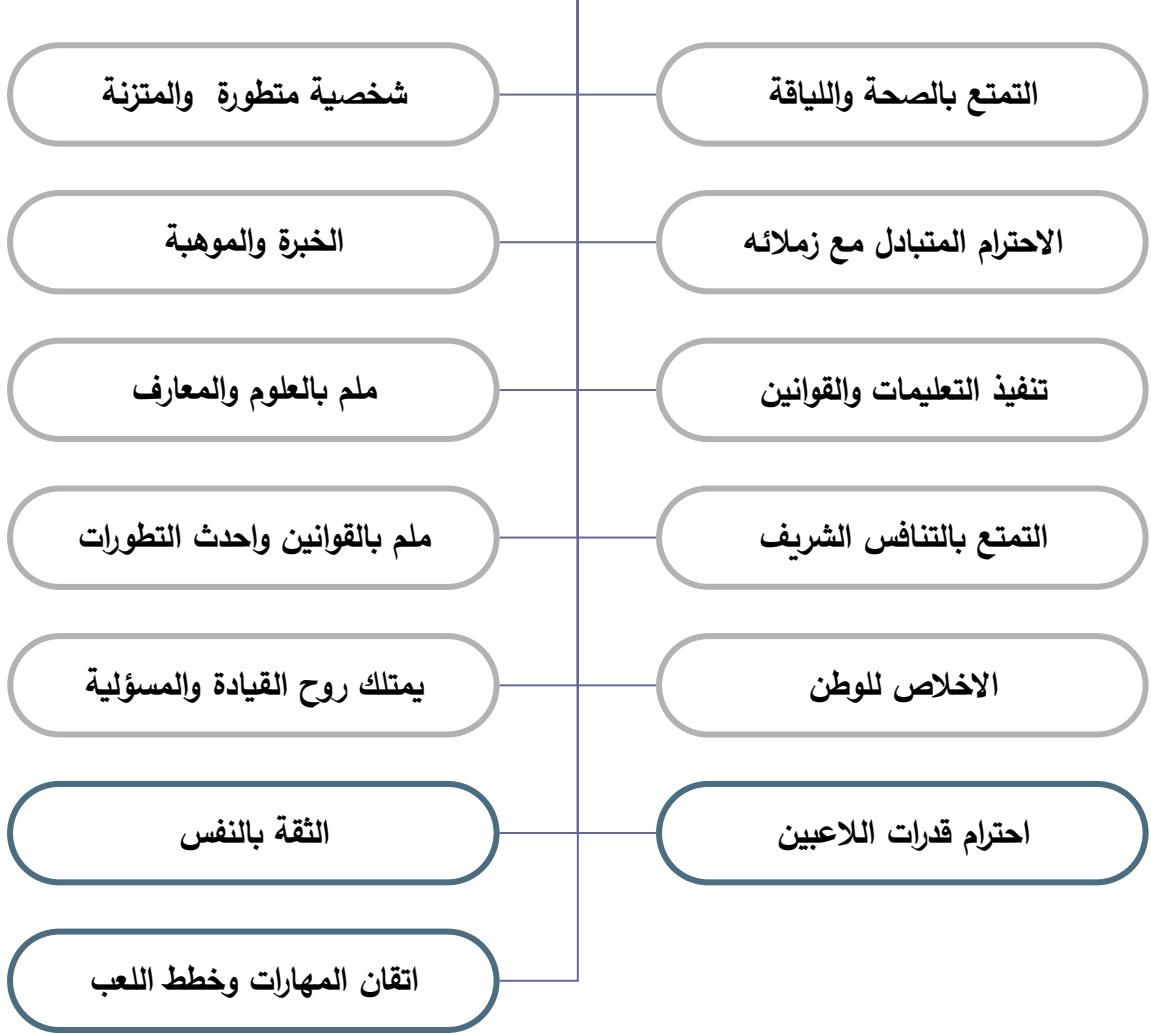 التمتع بالصحة واللياقة
شخصية متطورة والمتزنة
الاحترام المتبادل مع زملائه
الخبرة والموهبة
تنفيذ التعليمات والقوانين
ملم بالعلوم والمعارف
التمتع بالتنافس الشريف
ملم بالقوانين واحدث التطورات
الاخلاص للوطن
يمتلك روح القيادة والمسؤلية
احترام قدرات اللاعبين
الثقة بالنفس
اتقان المهارات وخطط اللعب